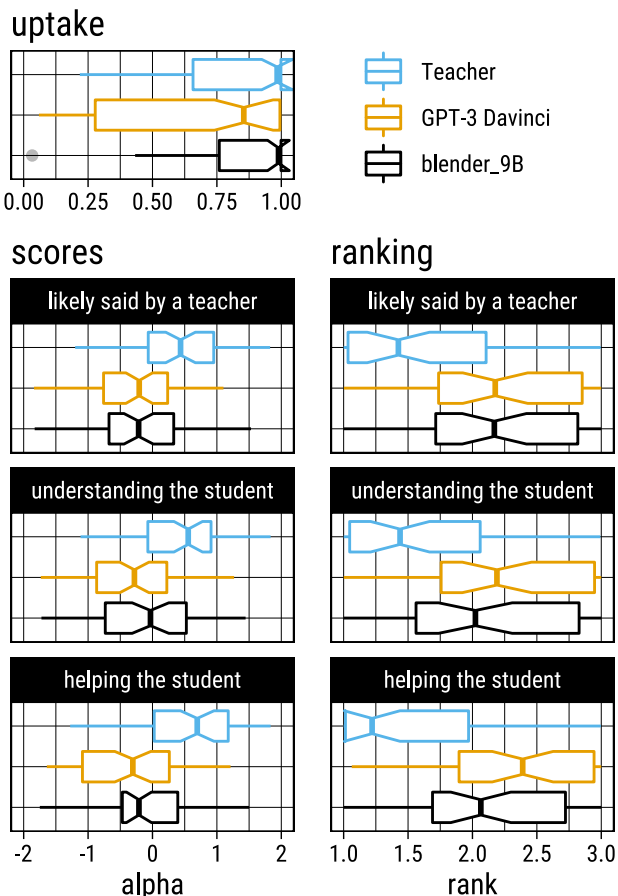 uptake
Teacher
GPT-3 Davinci
blender_9B
0.00 0.25 0.50 0.75 1.00
scores
ranking
likely said by a teacher
likely said by a teacher
understanding the student
understanding the student
helping the student
helping the student
-2 -1 0 1 2
1.0 1.5 2.0 2.5 3.0
alpha
rank